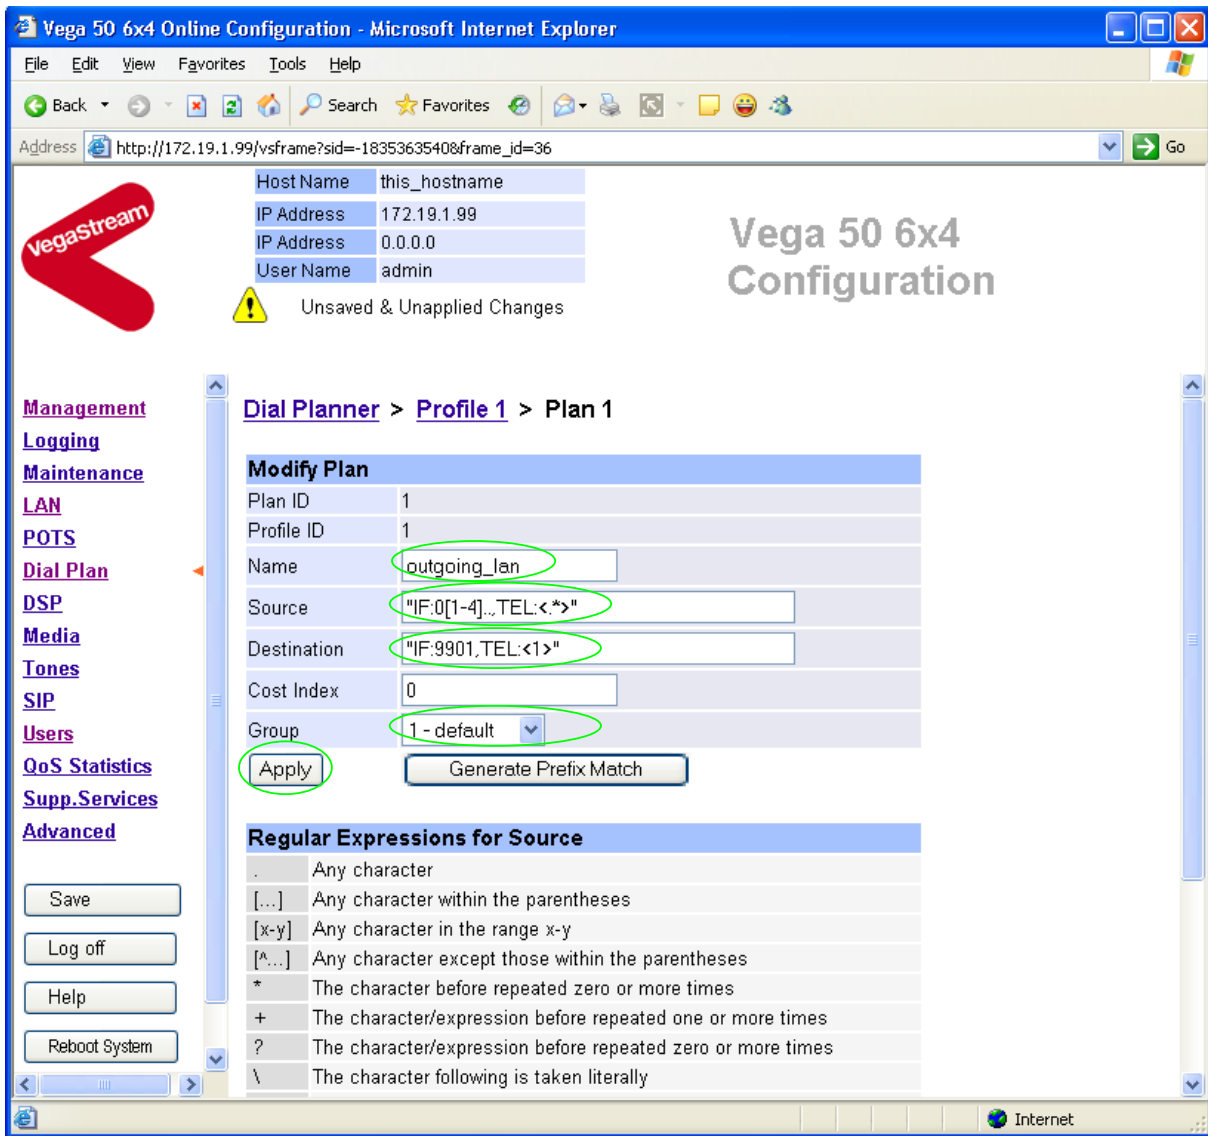 Vega 50 6x4 Online Configuration - Microsoft Internet Explorer
File Edit View Favorites Tools Help
Back Search Favorites
Address http://172.19.1.99/vsframe?sid=-1835363540&frame_id=36 Go
vegastream
Host Name this_hostname
IP Address 172.19.1.99
IP Address 0.0.0.0
User Name admin
Unsaved & Unapplied Changes
Vega 50 6x4
Configuration
Management
Logging
Maintenance
LAN
POTS
Dial Plan
DSP
Media
Tones
SIP
Users
QoS Statistics
Supp.Services
Advanced
Save
Log off
Help
Reboot System
Dial Planner > Profile 1 > Plan 1
Modify Plan
Plan ID 1
Profile ID 1
Name outgoing_lan
Source "IF:0[1-4]..,TEL:<.*>"
Destination "IF:9901,TEL:<1>"
Cost Index 0
Group 1 - default
Apply Generate Prefix Match
Regular Expressions for Source
. Any character
[...] Any character within the parentheses
[x-y] Any character in the range x-y
[^...] Any character except those within the parentheses
* The character before repeated zero or more times
+ The character/expression before repeated one or more times
? The character/expression before repeated zero or more times
\ The character following is taken literally
Internet